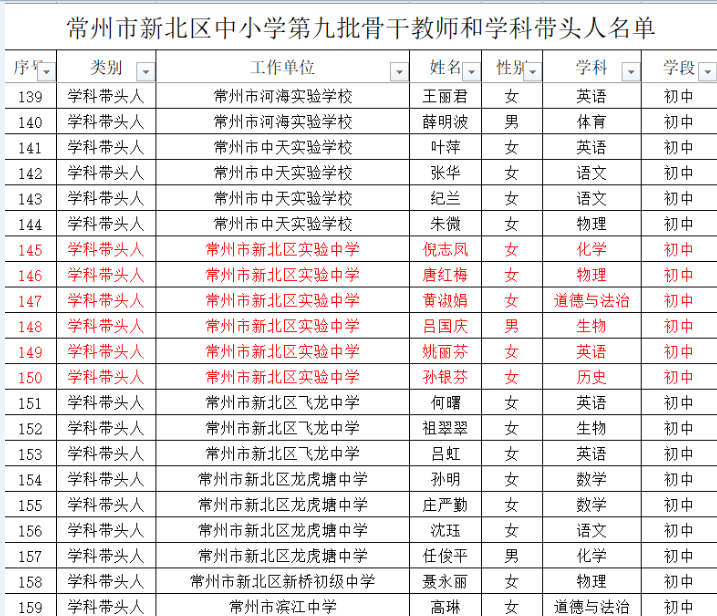 常州市新北区中小学第九批骨干教师和学科带头人名单
序号 类别 工作单位 姓名 性别 学科 学段
139 学科带头人 常州市河海实验学校 王丽君 女 英语 初中
140 学科带头人 常州市河海实验学校 薛明波 男 体育 初中
141 学科带头人 常州市中天实验学校 叶萍 女 英语 初中
142 学科带头人 常州市中天实验学校 张华 女 语文 初中
143 学科带头人 常州市中天实验学校 纪兰 女 语文 初中
144 学科带头人 常州市中天实验学校 朱微 女 物理 初中
145 学科带头人 常州市新北区实验中学 倪志凤 女 化学 初中
146 学科带头人 常州市新北区实验中学 唐红梅 女 物理 初中
147 学科带头人 常州市新北区实验中学 黄淑娟 女 道德与法治 初中
148 学科带头人 常州市新北区实验中学 吕国庆 男 生物 初中
149 学科带头人 常州市新北区实验中学 姚丽芬 女 英语 初中
150 学科带头人 常州市新北区实验中学 孙银芬 女 历史 初中
151 学科带头人 常州市新北区飞龙中学 何曙 女 英语 初中
152 学科带头人 常州市新北区飞龙中学 祖翠翠 女 生物 初中
153 学科带头人 常州市新北区飞龙中学 吕虹 女 英语 初中
154 学科带头人 常州市新北区龙虎塘中学 孙明 女 数学 初中
155 学科带头人 常州市新北区龙虎塘中学 庄严勤 女 数学 初中
156 学科带头人 常州市新北区龙虎塘中学 沈珏 女 语文 初中
157 学科带头人 常州市新北区龙虎塘中学 任俊平 男 化学 初中
158 学科带头人 常州市新北区新桥初级中学 聂永丽 女 物理 初中
159 学科带头人 常州市滨江中学 高琳 女 道德与法治 初中